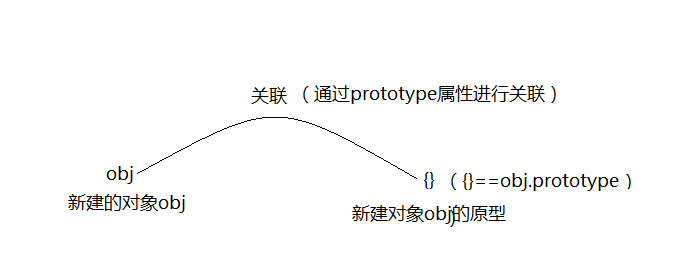 关联 （通过prototype属性进行关联）
obj
{} （{}==obj.prototype）
新建的对象obj
新建对象obj的原型